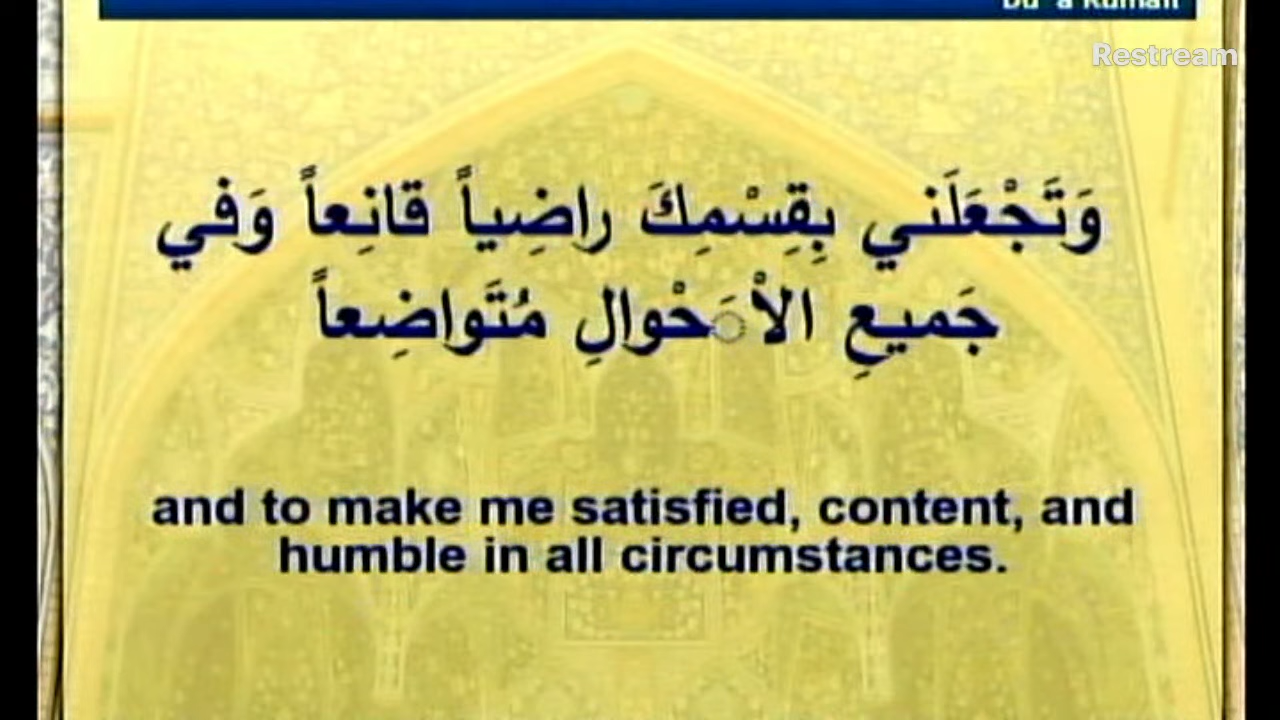 Du 'a Kumail
Restream
وَتَجْعَلَني بِقِسْمِكَ راضِياً قانِعاً وَفي
جَميعِ الاْ َحْوالِ مُتَواضِعاً
and to make me satisfied, content, and
humble in all circumstances.